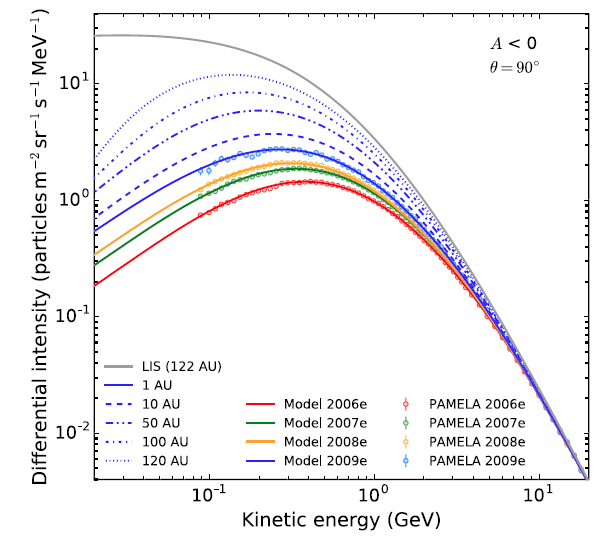 A < 0
θ = 90°
Differential intensity (particles m⁻² sr⁻¹ s⁻¹ MeV⁻¹)
10¹
10⁰
10⁻¹
10⁻²
LIS (122 AU)
1 AU
10 AU
50 AU
100 AU
120 AU
Model 2006e
Model 2007e
Model 2008e
Model 2009e
PAMELA 2006e
PAMELA 2007e
PAMELA 2008e
PAMELA 2009e
10⁻¹ 10⁰ 10¹
Kinetic energy (GeV)